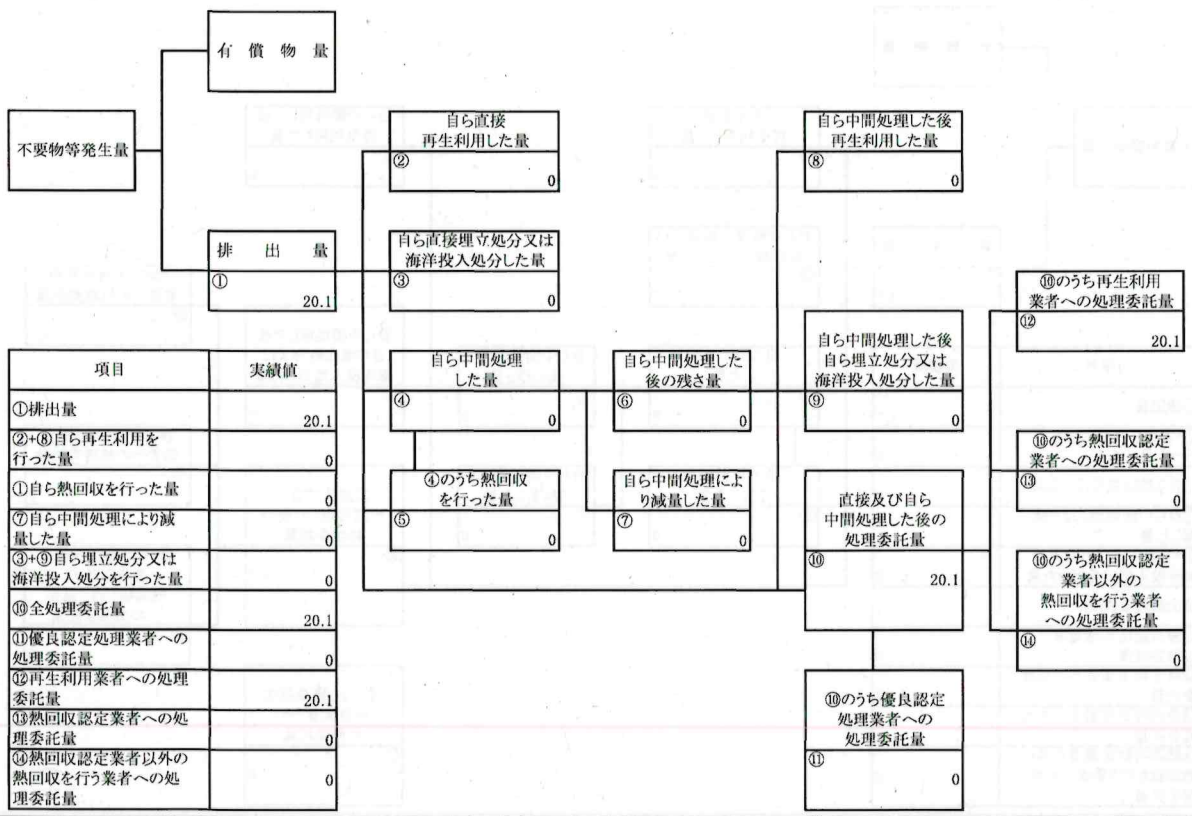 有 償 物 量
不要物等発生量
自ら直接
再生利用した量
②
0
自ら中間処理した後
再生利用した量
⑧
0
排 出 量
①
20.1
自ら直接埋立処分又は
海洋投入処分した量
③
0
⑩のうち再生利用
業者への処理委託量
⑫
20.1
自ら中間処理
した量
④
0
自ら中間処理した
後の残さ量
⑥
0
自ら中間処理した後
自ら埋立処分又は
海洋投入処分した量
⑨
0
⑩のうち熱回収認定
業者への処理委託量
⑬
0
④のうち熱回収
を行った量
⑤
0
自ら中間処理によ
り減量した量
⑦
0
直接及び自ら
中間処理した後の
処理委託量
⑩
20.1
⑩のうち熱回収認定
業者以外の
熱回収を行う業者
への処理委託量
⑭
0
⑩のうち優良認定
処理業者への
処理委託量
⑪
0
項目 実績値
①排出量 20.1
②+⑧自ら再生利用を
行った量 0
①自ら熱回収を行った量 0
⑦自ら中間処理により減
量した量 0
③+⑨自ら埋立処分又は
海洋投入処分を行った量 0
⑩全処理委託量 20.1
⑪優良認定処理業者への
処理委託量 0
⑫再生利用業者への処理
委託量 20.1
⑬熱回収認定業者への処
理委託量 0
⑭熱回収認定業者以外の
熱回収を行う業者への処
理委託量 0